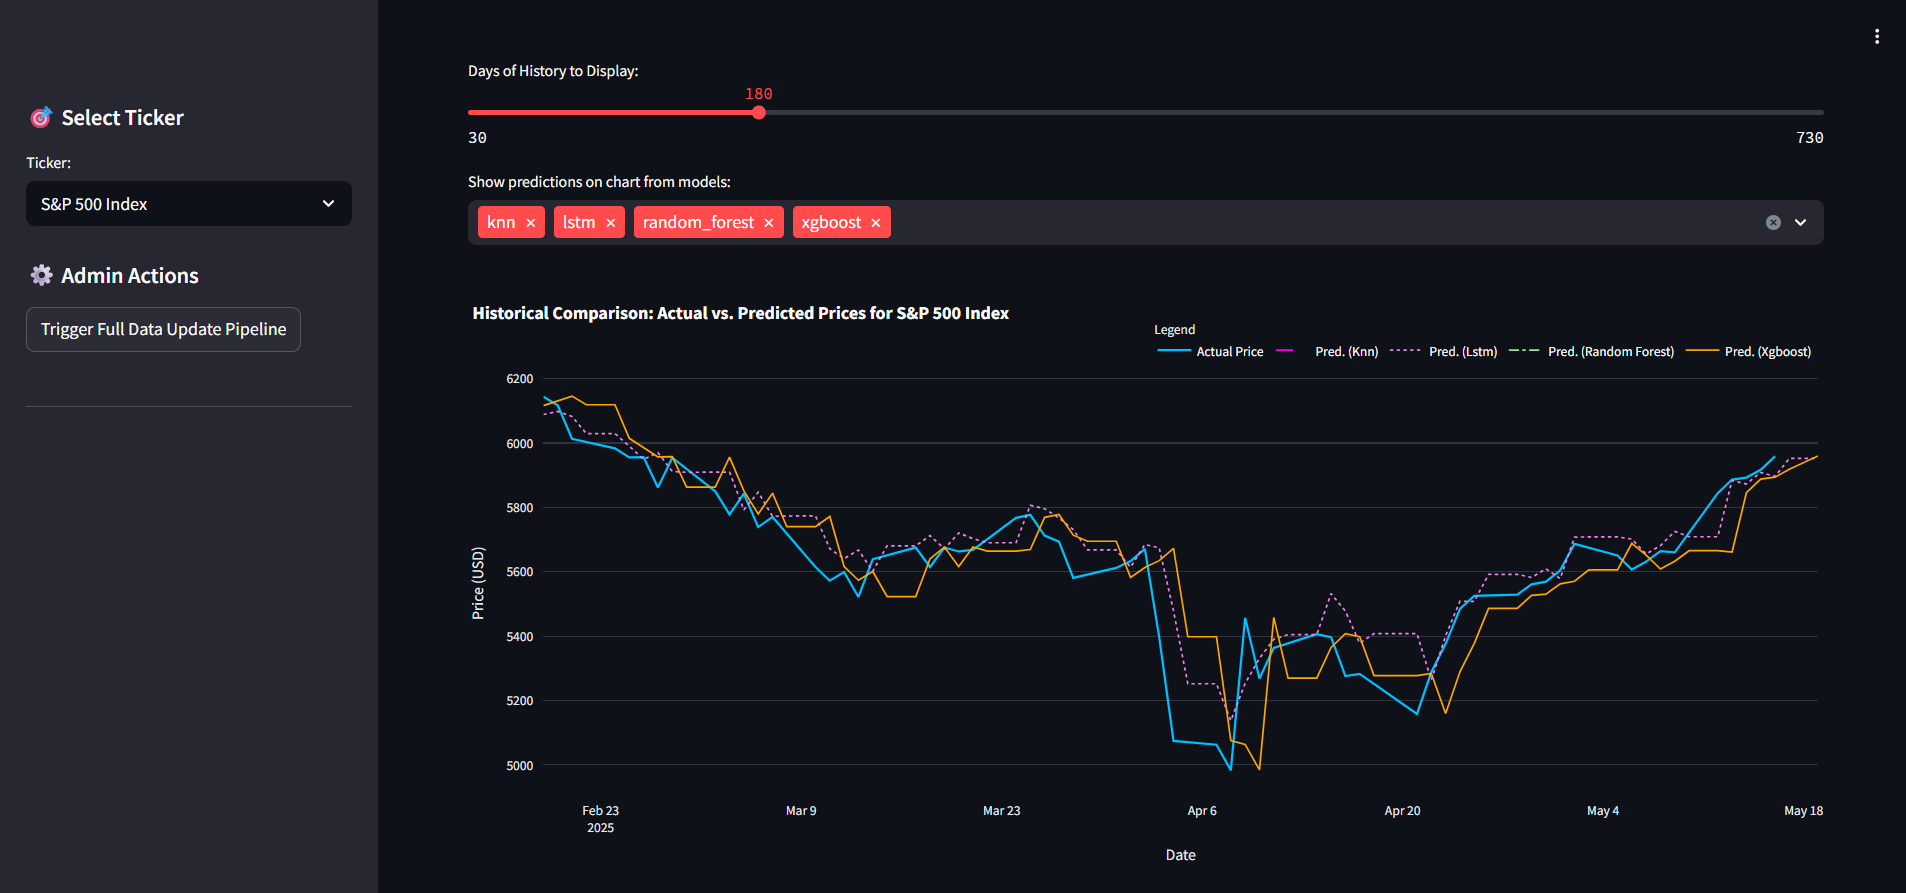 Select Ticker
Ticker:
S&P 500 Index
Admin Actions
Trigger Full Data Update Pipeline
Days of History to Display:
180
30
730
Show predictions on chart from models:
knn × lstm × random_forest × xgboost ×
Historical Comparison: Actual vs. Predicted Prices for S&P 500 Index
Legend
Actual Price Pred. (Knn) Pred. (Lstm) Pred. (Random Forest) Pred. (Xgboost)
6200
6000
5800
5600
5400
5200
5000
Price (USD)
Feb 23 Mar 9 Mar 23 Apr 6 Apr 20 May 4 May 18
2025
Date